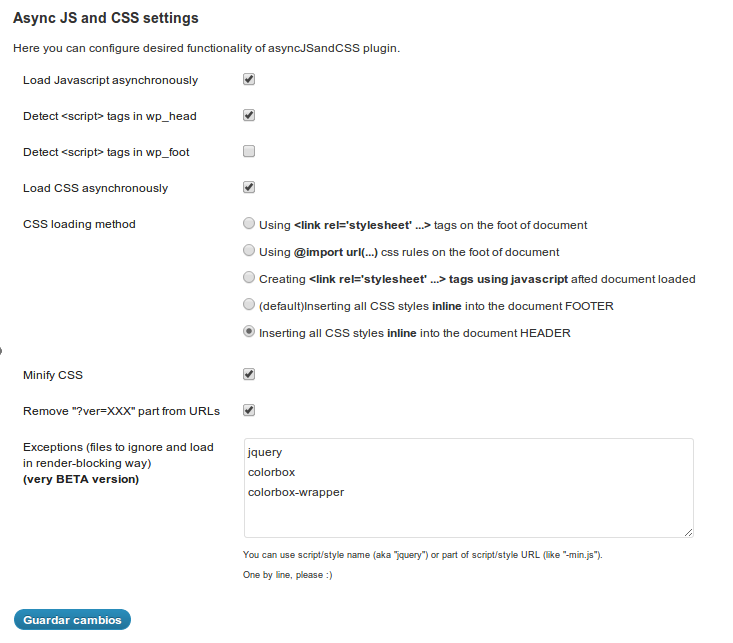 Async JS and CSS settings
Here you can configure desired functionality of asyncJSandCSS plugin.
Load Javascript asynchronously
Detect <script> tags in wp_head
Detect <script> tags in wp_foot
Load CSS asynchronously
CSS loading method
Using <link rel='stylesheet' ...> tags on the foot of document
Using @import url(...) css rules on the foot of document
Creating <link rel='stylesheet' ...> tags using javascript afted document loaded
(default)Inserting all CSS styles inline into the document FOOTER
Inserting all CSS styles inline into the document HEADER
Minify CSS
Remove "?ver=XXX" part from URLs
Exceptions (files to ignore and load
in render-blocking way)
(very BETA version)
jquery
colorbox
colorbox-wrapper
You can use script/style name (aka "jquery") or part of script/style URL (like "-min.js").
One by line, please :)
Guardar cambios